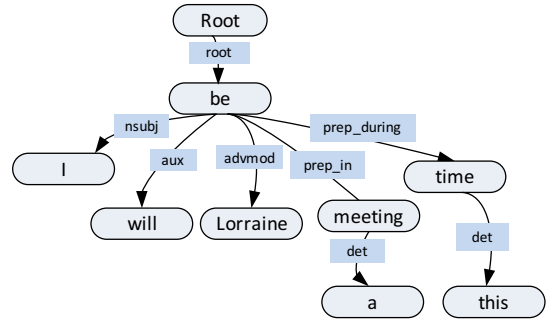 Root
root
be
nsubj
prep_during
aux
advmod
prep_in
I
time
will
Lorraine
meeting
det
det
a
this